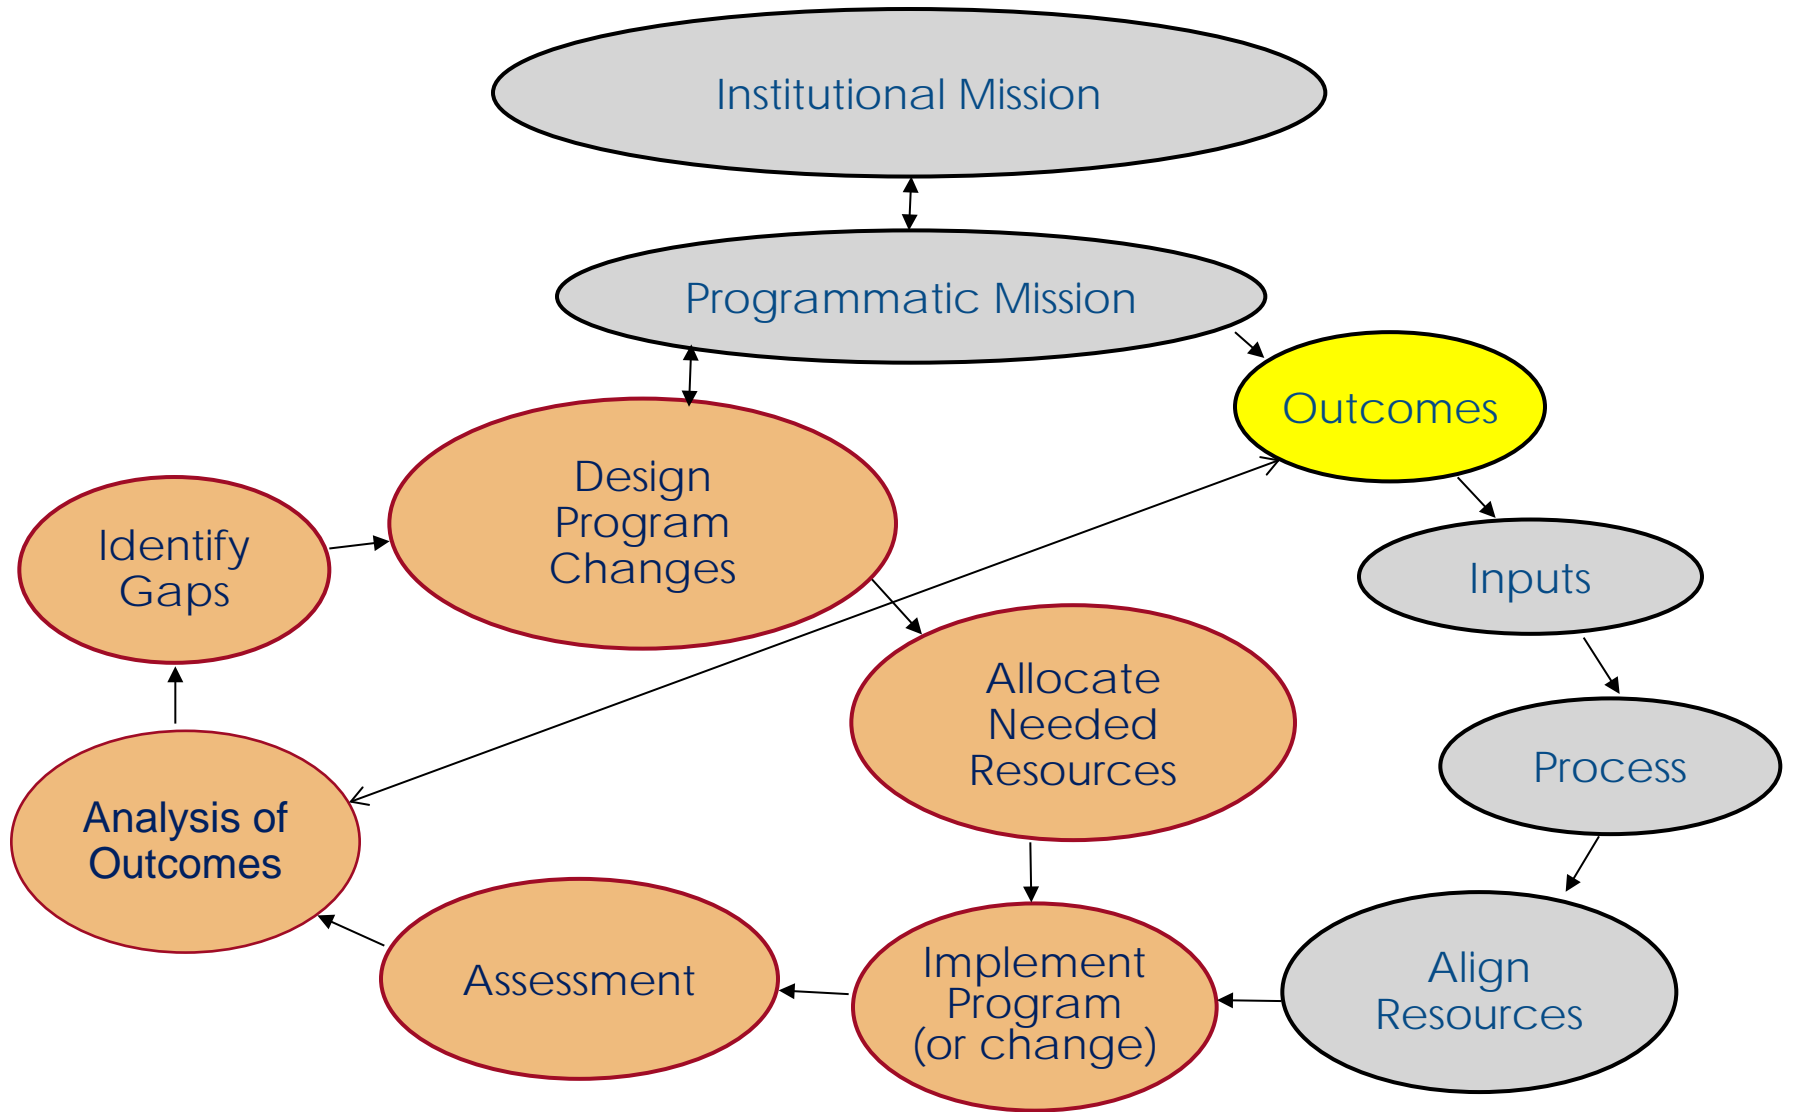 Institutional Mission
Programmatic Mission
Outcomes
Design
Program
Changes
Identify
Gaps
Inputs
Allocate
Needed
Resources
Process
Analysis of
Outcomes
Assessment
Implement
Program
(or change)
Align
Resources